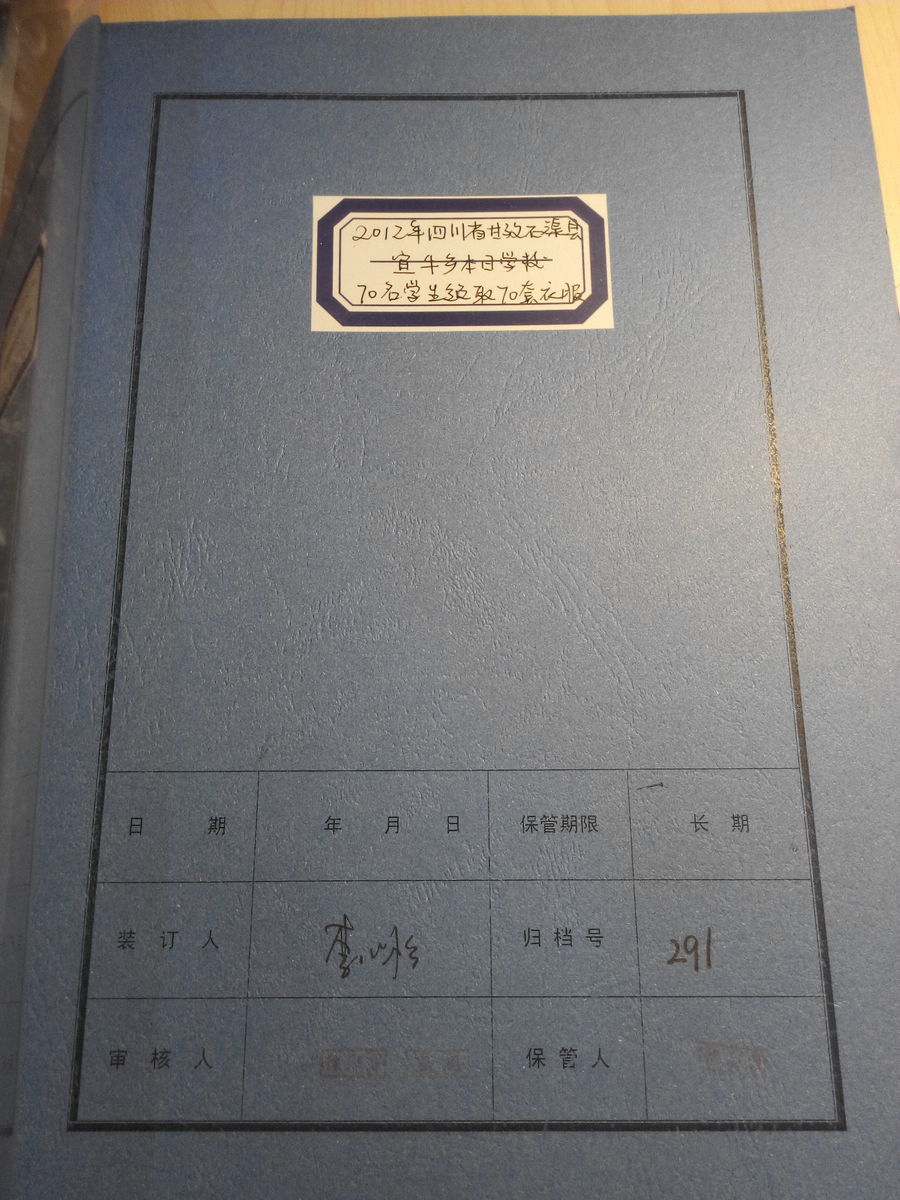 2012年四川省甘孜石渠县
宜牛乡本日学校
70名学生领取70套衣服
日 期 年 月 日 保管期限 长 期
装 订 人 归 档 号 291
审 核 人 保 管 人